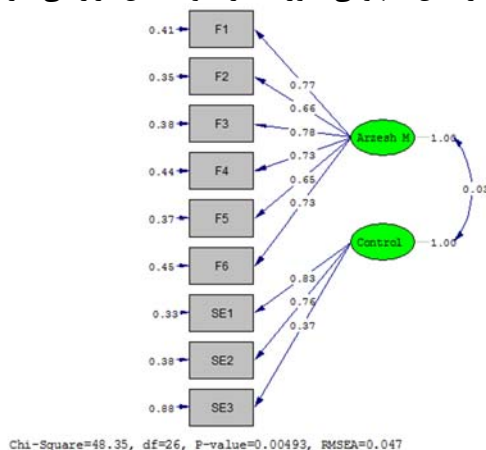 0.41 F1
0.77
0.35 F2
0.66
0.38 F3
0.78
Arzesh M 1.00
0.44 F4
0.73
0.37 F5
0.65
0.45 F6
0.73
Control 1.00
0.33 SE1
0.83
0.38 SE2
0.76
0.88 SE3
0.37
Chi-Square=48.35, df=26, P-value=0.00493, RMSEA=0.047